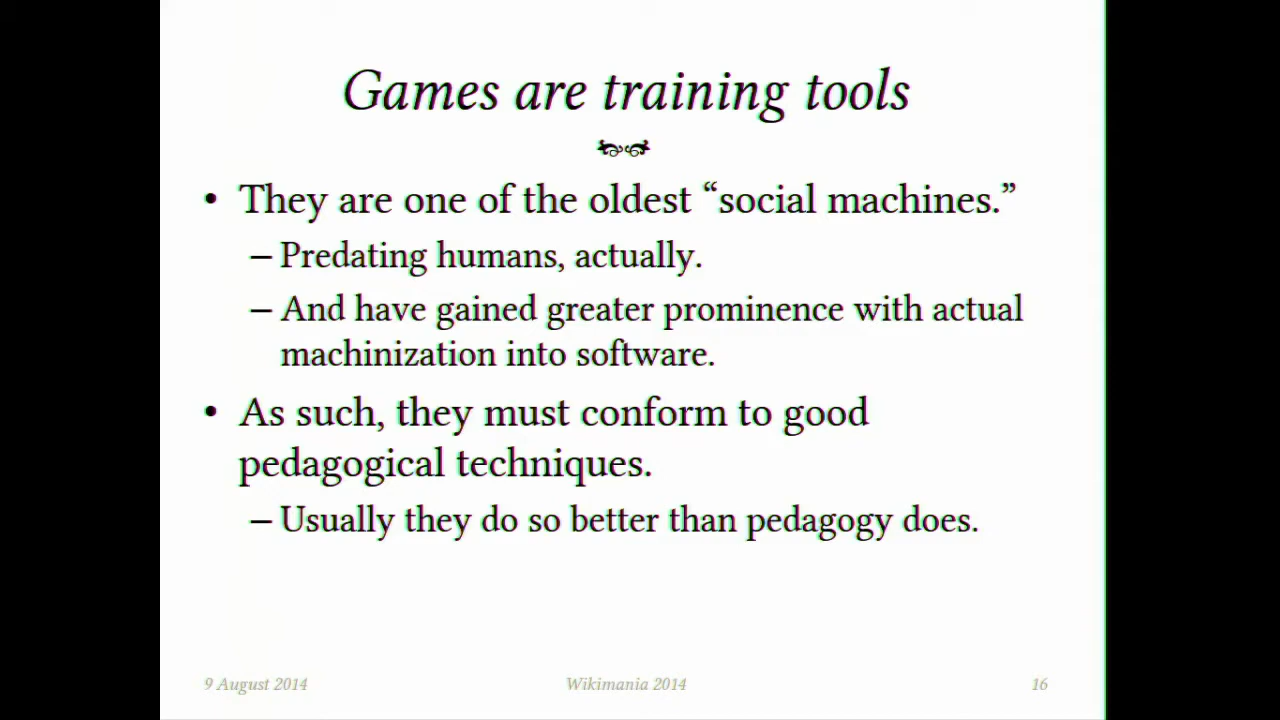 Games are training tools
• They are one of the oldest “social machines.”
– Predating humans, actually.
– And have gained greater prominence with actual
machinization into software.
• As such, they must conform to good
pedagogical techniques.
– Usually they do so better than pedagogy does.
9 August 2014
Wikimania 2014
16